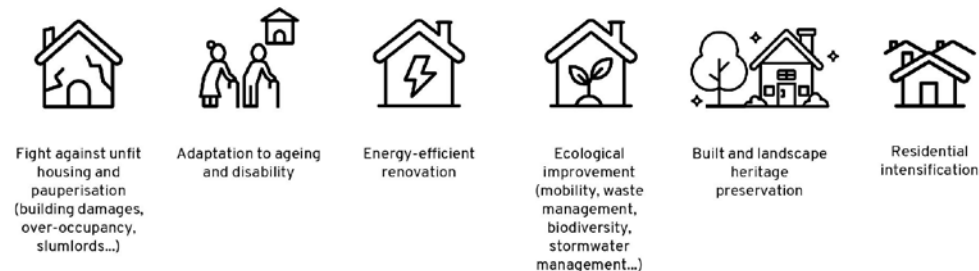 Fight against unfit
housing and
pauperisation
(building damages,
over-occupancy,
slumlords...)
Adaptation to ageing
and disability
Energy-efficient
renovation
Ecological
improvement
(mobility, waste
management,
biodiversity,
stormwater
management...)
Built and landscape
heritage
preservation
Residential
intensification